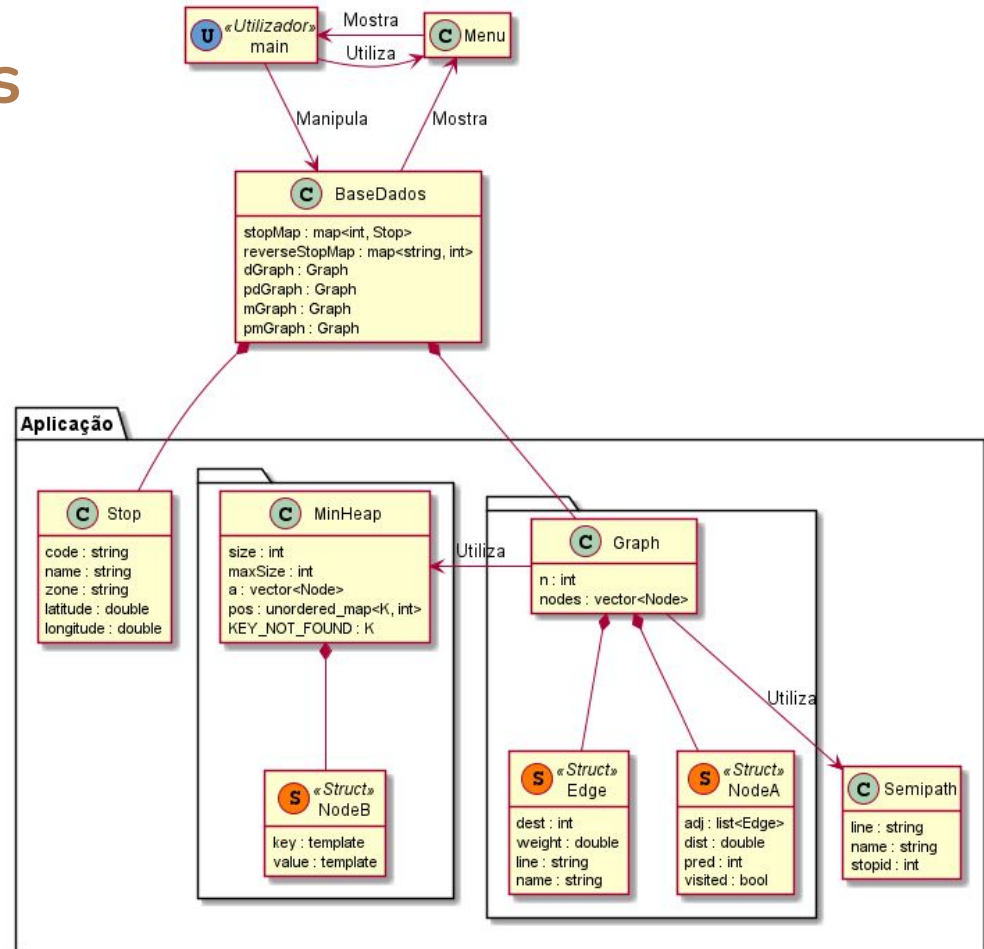 s
U «Utilizador»
main
Mostra
Utiliza
C Menu
Manipula
Mostra
C BaseDados
stopMap : map<int, Stop>
reverseStopMap : map<string, int>
dGraph : Graph
pdGraph : Graph
mGraph : Graph
pmGraph : Graph
Aplicação
C Stop
code : string
name : string
zone : string
latitude : double
longitude : double
C MinHeap
size : int
maxSize : int
a : vector<Node>
pos : unordered_map<K, int>
KEY_NOT_FOUND : K
Utiliza
C Graph
n : int
nodes : vector<Node>
Utiliza
S «Struct»
NodeB
key : template
value : template
S «Struct»
Edge
dest : int
weight : double
line : string
name : string
S «Struct»
NodeA
adj : list<Edge>
dist : double
pred : int
visited : bool
C Semipath
line : string
name : string
stopid : int